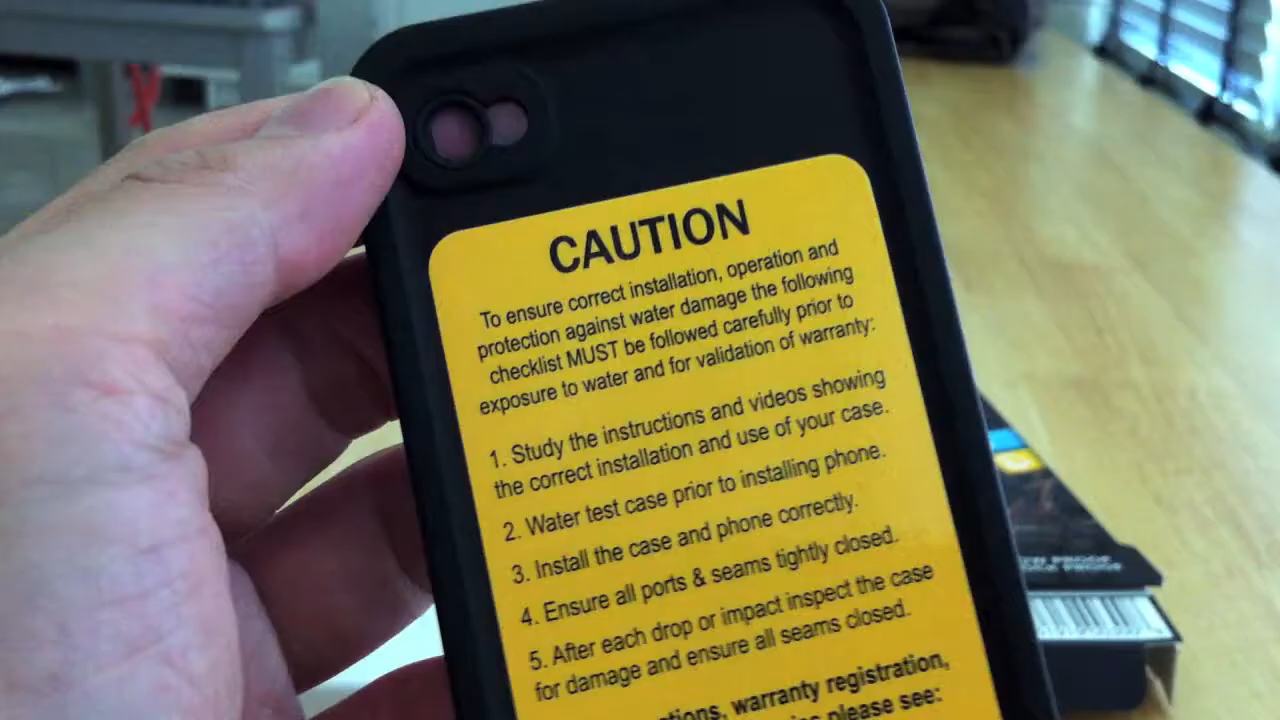 CAUTION
To ensure correct installation, operation and
protection against water damage the following
checklist MUST be followed carefully prior to
exposure to water and for validation of warranty:
1. Study the instructions and videos showing
the correct installation and use of your case.
2. Water test case prior to installing phone.
3. Install the case and phone correctly.
4. Ensure all ports & seams tightly closed.
5. After each drop or impact inspect the case
for damage and ensure all seams closed.
warranty registration,
please see:
PROOF
PROOF